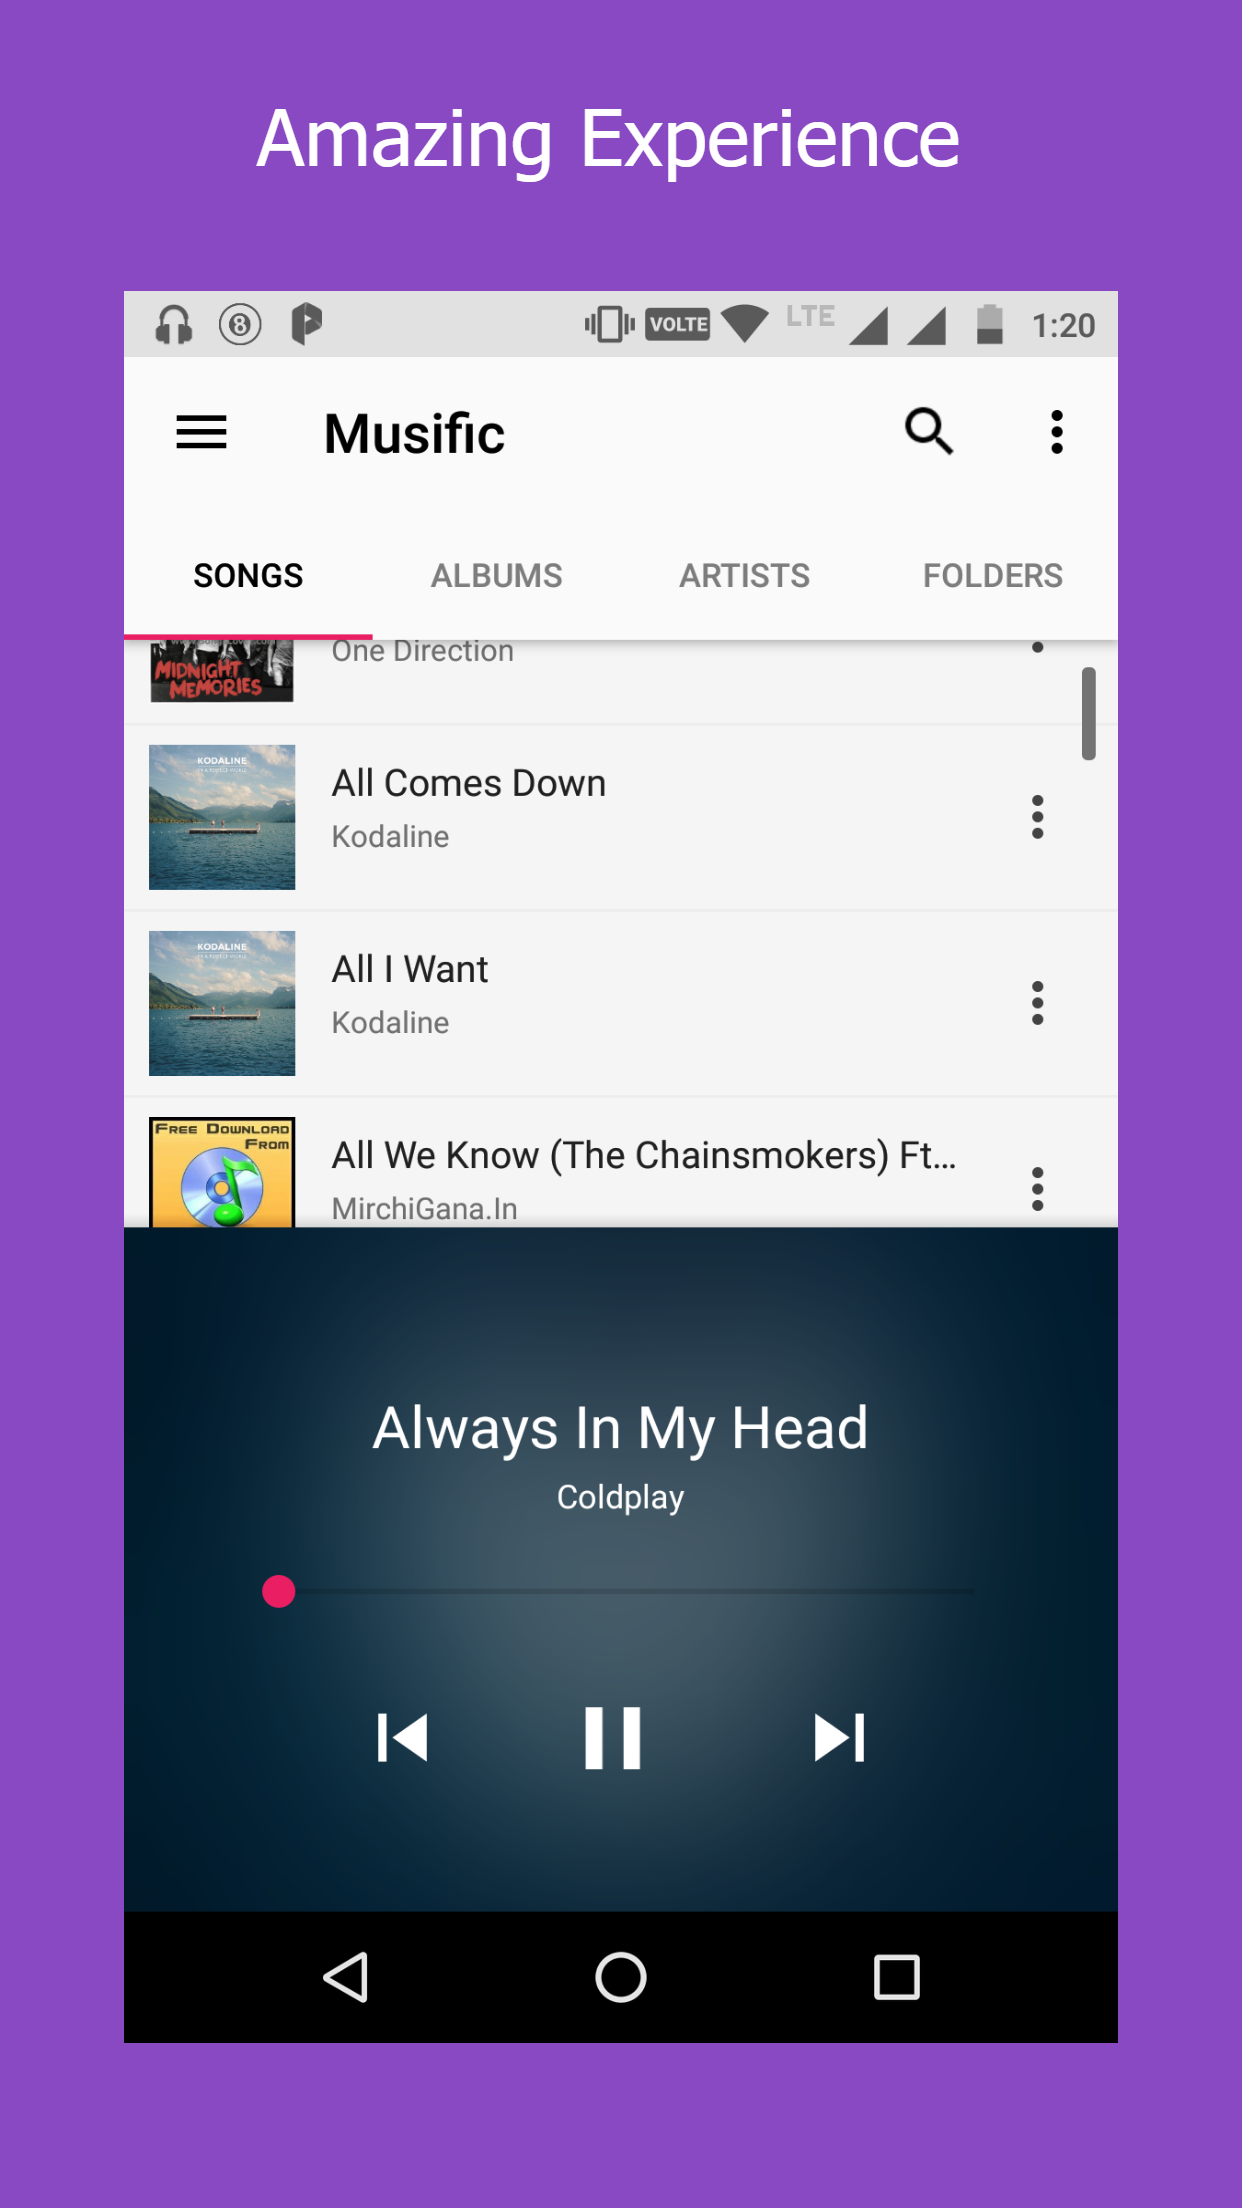 Amazing Experience
VOLTE LTE 1:20
Musific
SONGS ALBUMS ARTISTS FOLDERS
One Direction
MIDNIGHT
MEMORIES
KODALINE
All Comes Down
Kodaline
KODALINE
All I Want
Kodaline
FREE DOWNLOAD
FROM
All We Know (The Chainsmokers) Ft...
MirchiGana.In
Always In My Head
Coldplay